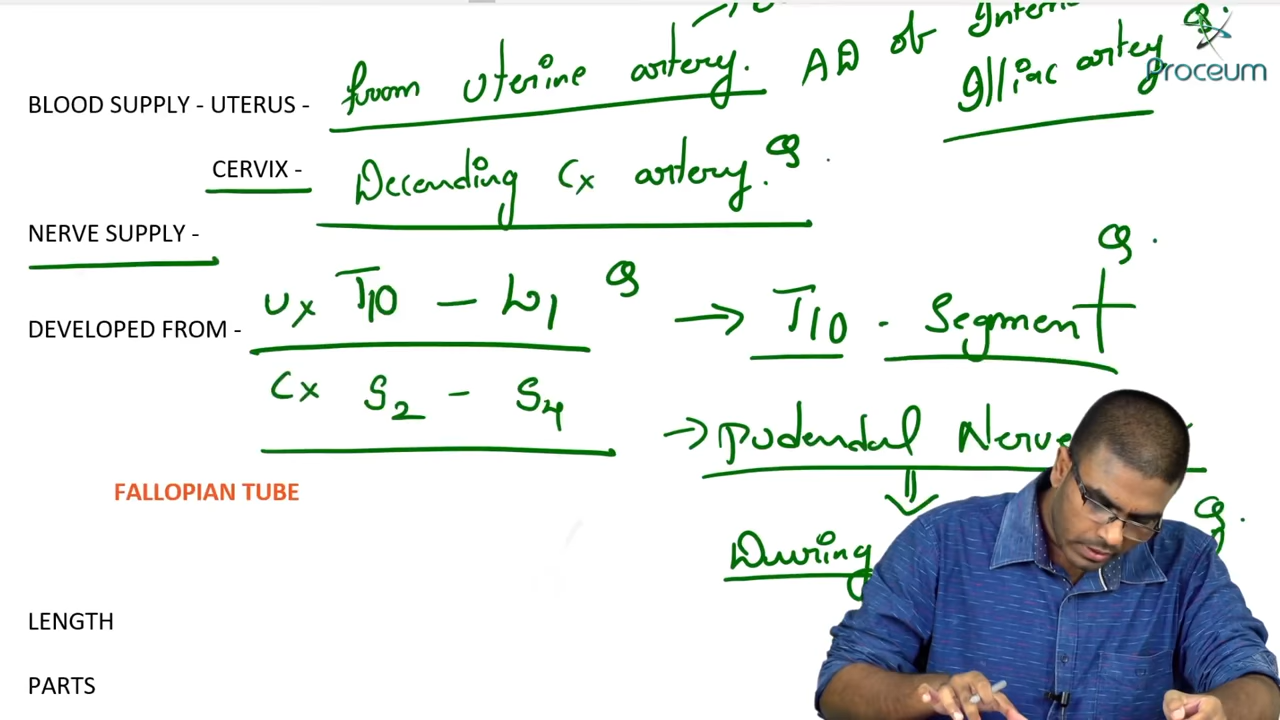 Proceum
BLOOD SUPPLY - UTERUS - from Uterine artery. AD of Intern
Illiac artery
CERVIX - Decending Cx artery.
NERVE SUPPLY -
Ux T10 - L1 → T10 - Segment
DEVELOPED FROM -
Cx S2 - S4 → pudendal Nerve
FALLOPIAN TUBE
During
LENGTH
PARTS